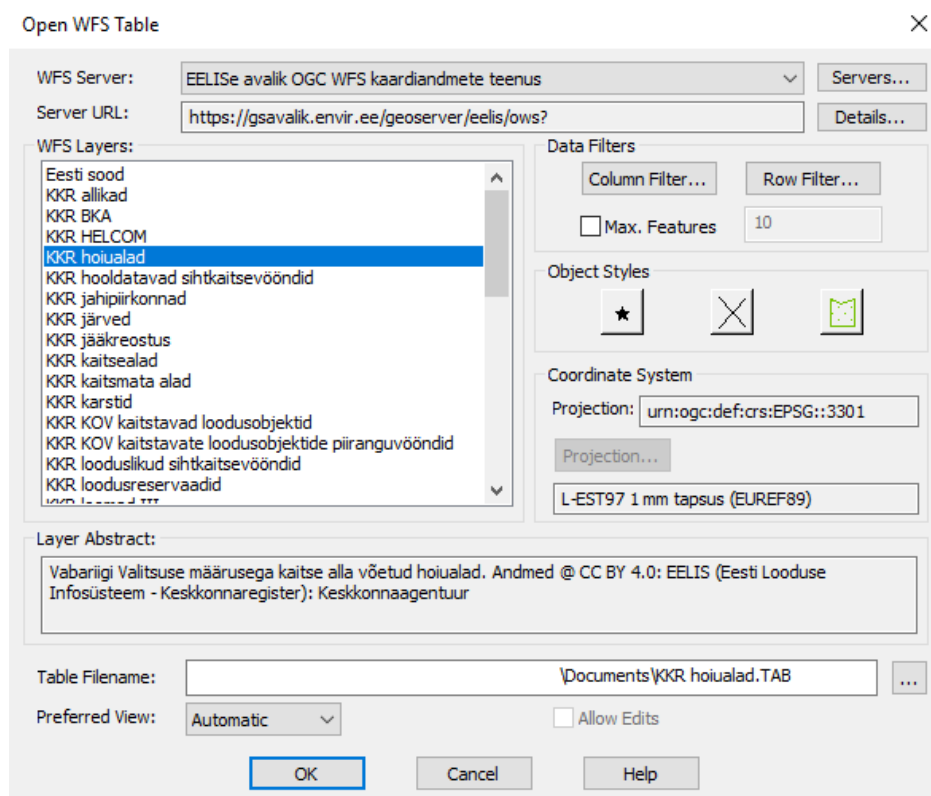 Open WFS Table
WFS Server:
EELISe avalik OGC WFS kaardiandmete teenus
Servers...
Server URL:
https://gsavalik.envir.ee/geoserver/eelis/ows?
Details...
WFS Layers:
Eesti sood
KKR allikad
KKR BKA
KKR HELCOM
KKR hoiualad
KKR hooldatavad sihtkaitsevööndid
KKR jahipiirkonnad
KKR järved
KKR jääkreostus
KKR kaitsealad
KKR kaitsmata alad
KKR karstid
KKR KOV kaitstavad loodusobjektid
KKR KOV kaitstavate loodusobjektide piiranguvööndid
KKR looduslikud sihtkaitsevööndid
KKR loodusreservaadid
Data Filters
Column Filter...
Row Filter...
Max. Features
10
Object Styles
Coordinate System
Projection:
urn:ogc:def:crs:EPSG::3301
Projection...
L-EST97 1 mm tapsus (EUREF89)
Layer Abstract:
Vabariigi Valitsuse määrusega kaitse alla võetud hoiualad. Andmed @ CC BY 4.0: EELIS (Eesti Looduse
Infosüsteem - Keskkonnaregister): Keskkonnaagentuur
Table Filename:
\Documents\KKR hoiualad.TAB
...
Preferred View:
Automatic
Allow Edits
OK
Cancel
Help